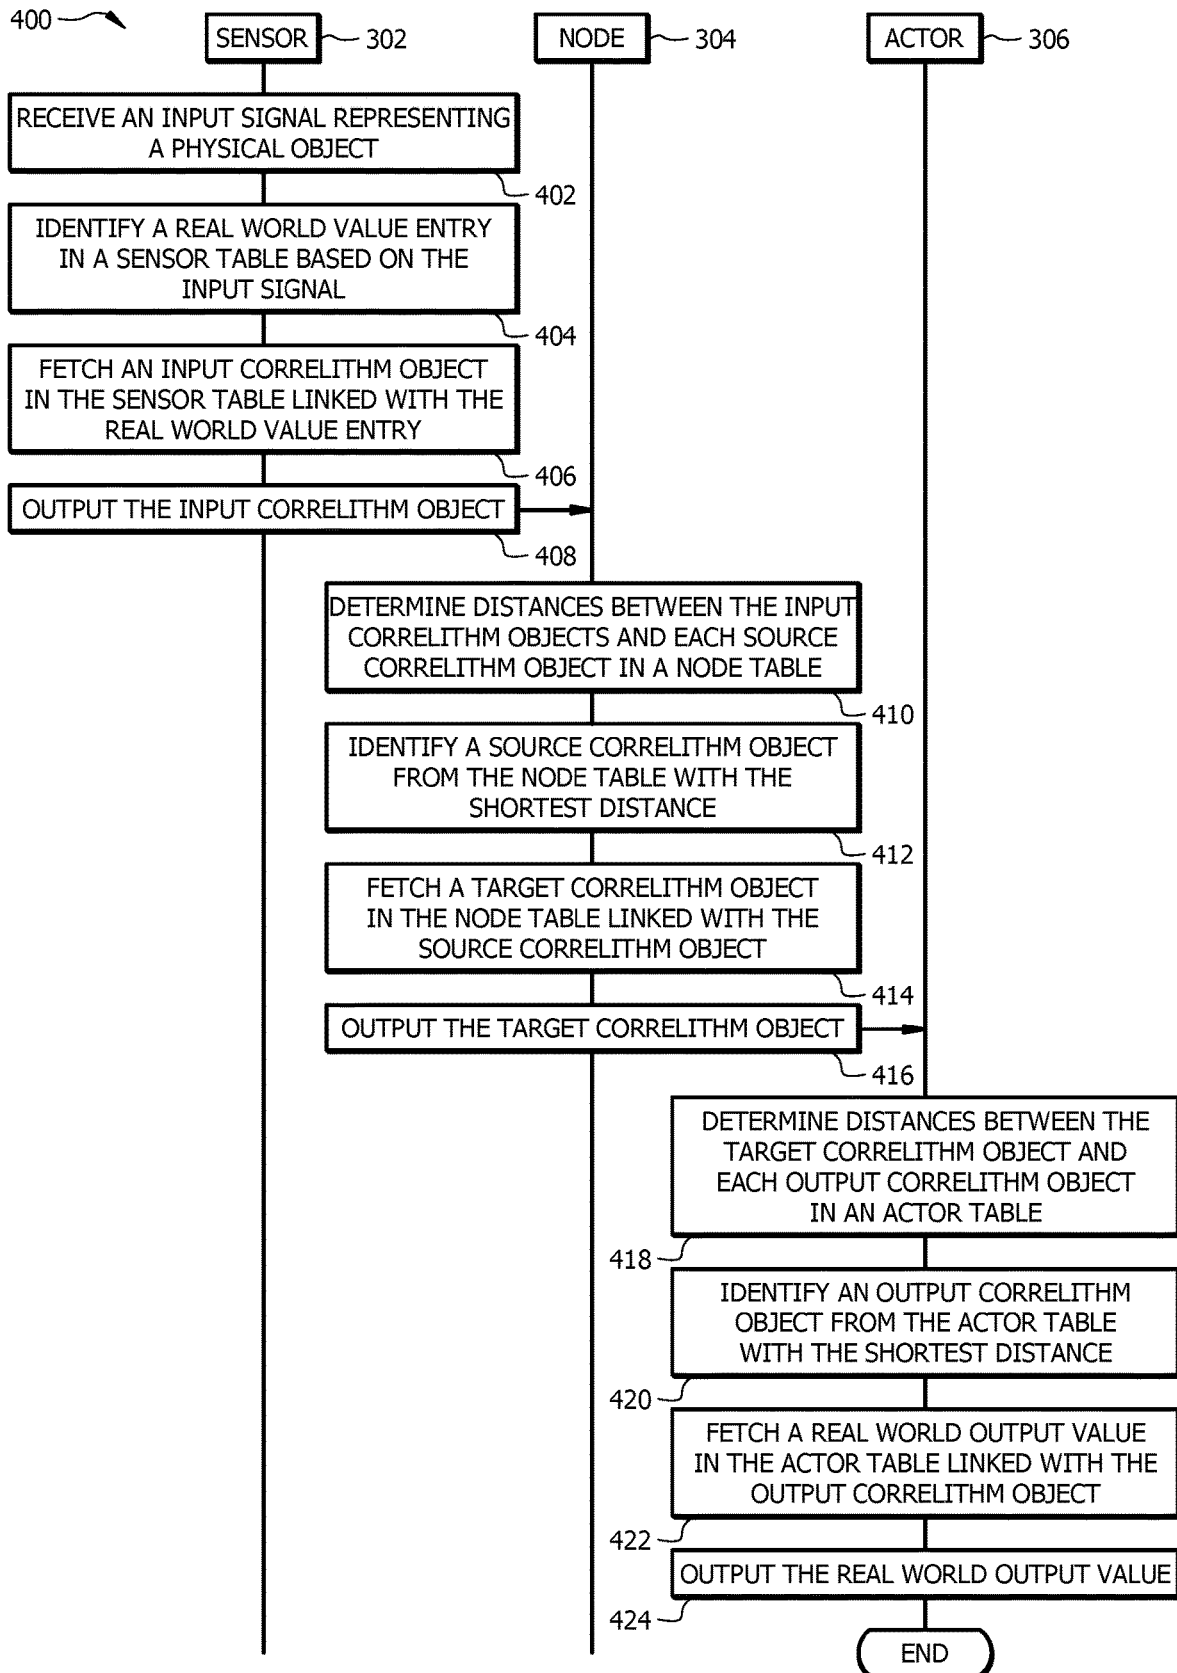 400
SENSOR
302
NODE
304
ACTOR
306
RECEIVE AN INPUT SIGNAL REPRESENTING
A PHYSICAL OBJECT
402
IDENTIFY A REAL WORLD VALUE ENTRY
IN A SENSOR TABLE BASED ON THE
INPUT SIGNAL
404
FETCH AN INPUT CORRELITHM OBJECT
IN THE SENSOR TABLE LINKED WITH THE
REAL WORLD VALUE ENTRY
406
OUTPUT THE INPUT CORRELITHM OBJECT
408
DETERMINE DISTANCES BETWEEN THE INPUT
CORRELITHM OBJECTS AND EACH SOURCE
CORRELITHM OBJECT IN A NODE TABLE
410
IDENTIFY A SOURCE CORRELITHM OBJECT
FROM THE NODE TABLE WITH THE
SHORTEST DISTANCE
412
FETCH A TARGET CORRELITHM OBJECT
IN THE NODE TABLE LINKED WITH THE
SOURCE CORRELITHM OBJECT
414
OUTPUT THE TARGET CORRELITHM OBJECT
416
DETERMINE DISTANCES BETWEEN THE
TARGET CORRELITHM OBJECT AND
EACH OUTPUT CORRELITHM OBJECT
IN AN ACTOR TABLE
418
IDENTIFY AN OUTPUT CORRELITHM
OBJECT FROM THE ACTOR TABLE
WITH THE SHORTEST DISTANCE
420
FETCH A REAL WORLD OUTPUT VALUE
IN THE ACTOR TABLE LINKED WITH THE
OUTPUT CORRELITHM OBJECT
422
OUTPUT THE REAL WORLD OUTPUT VALUE
424
END